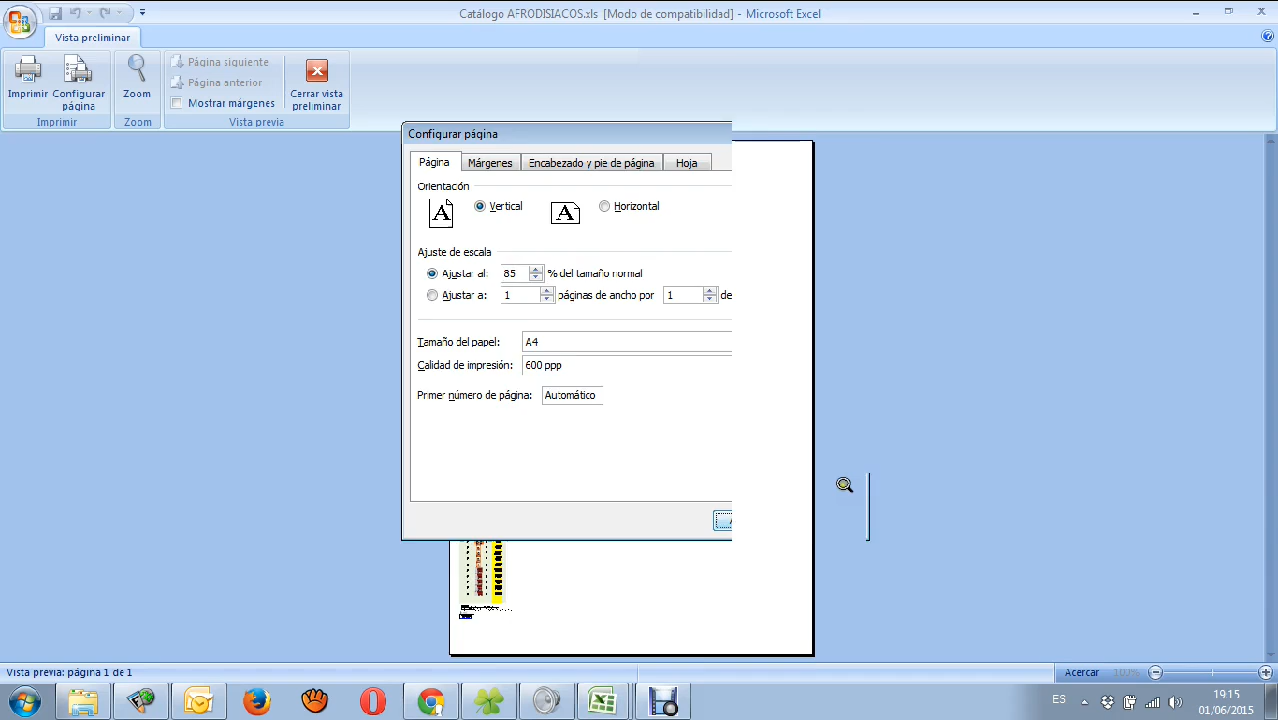 Catálogo AFRODISIACOS.xls [Modo de compatibilidad] - Microsoft Excel
Vista preliminar
Imprimir
Configurar página
Zoom
Página siguiente
Página anterior
Mostrar márgenes
Cerrar vista preliminar
Imprimir
Zoom
Vista previa
Configurar página
Página
Márgenes
Encabezado y pie de página
Hoja
Orientación
A
Vertical
A
Horizontal
Ajuste de escala
Ajustar al: 85 % del tamaño normal
Ajustar a: 1 páginas de ancho por 1 de
Tamaño del papel: A4
Calidad de impresión: 600 ppp
Primer número de página: Automático
Vista previa: página 1 de 1
Acercar 100%
ES
19:15
01/06/2015